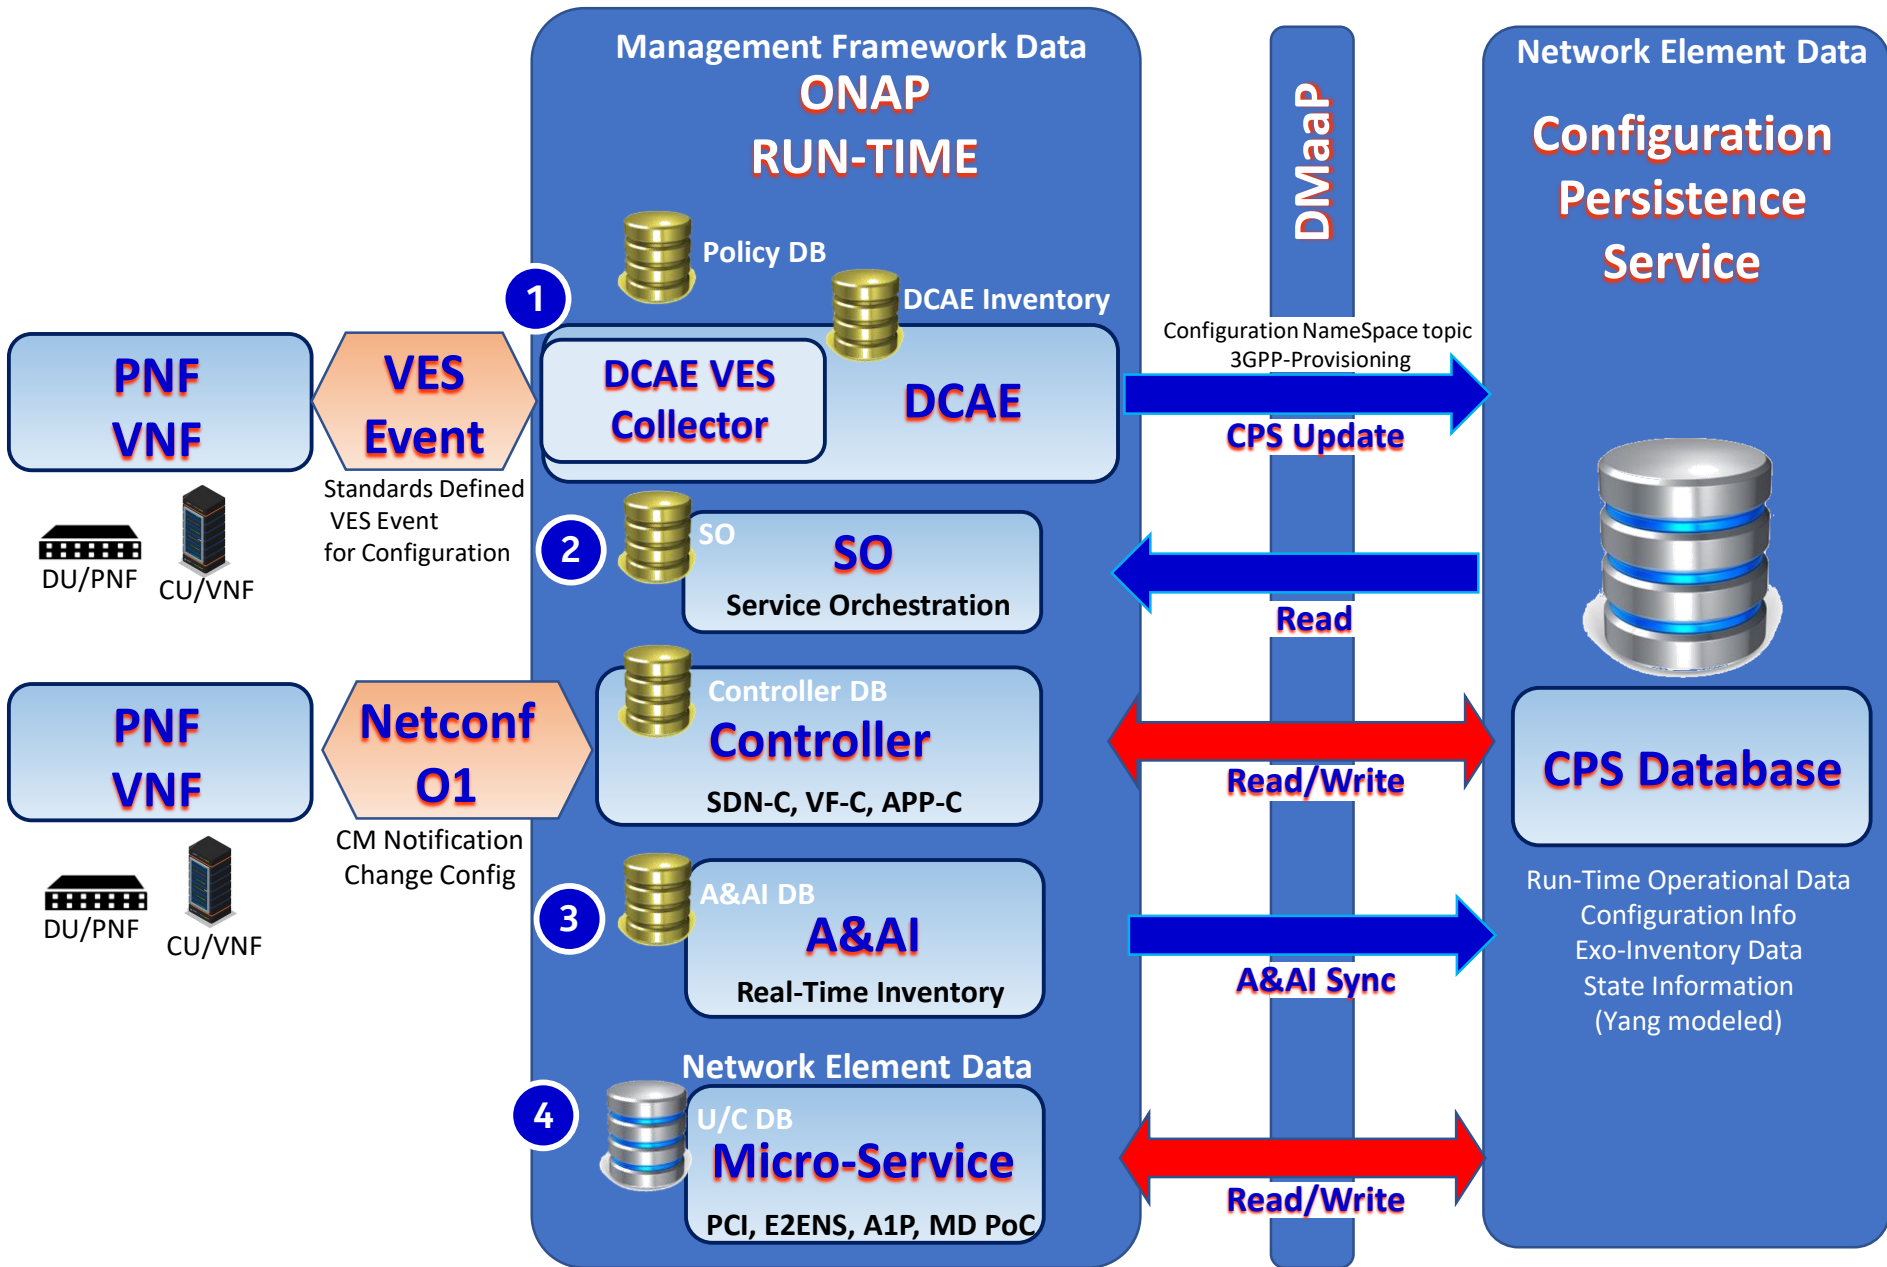 Management Framework Data
ONAP
RUN-TIME
Policy DB
DCAE Inventory
1
PNF
VNF
VES
Event
DCAE VES
Collector
DCAE
Standards Defined
VES Event
for Configuration
DU/PNF
CU/VNF
2
SO
SO
Service Orchestration
PNF
VNF
Netconf
O1
Controller DB
Controller
SDN-C, VF-C, APP-C
CM Notification
Change Config
DU/PNF
CU/VNF
3
A&AI DB
A&AI
Real-Time Inventory
Network Element Data
4
U/C DB
Micro-Service
PCI, E2ENS, A1P, MD PoC
DMaaP
Configuration NameSpace topic
3GPP-Provisioning
CPS Update
Read
Read/Write
A&AI Sync
Read/Write
Network Element Data
Configuration
Persistence
Service
CPS Database
Run-Time Operational Data
Configuration Info
Exo-Inventory Data
State Information
(Yang modeled)